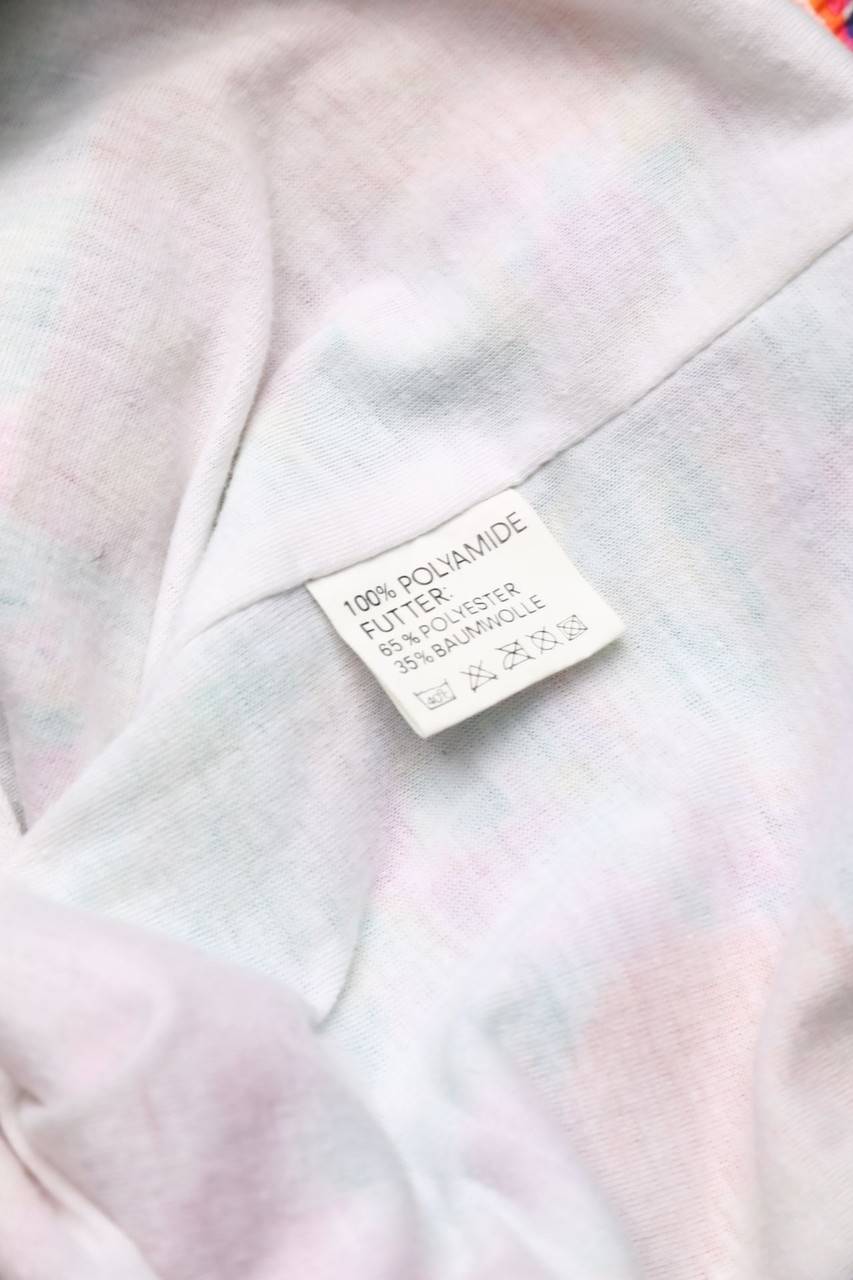 100% POLYAMIDE
FUTTER:
65% POLYESTER
35% BAUMWOLLE
40°C